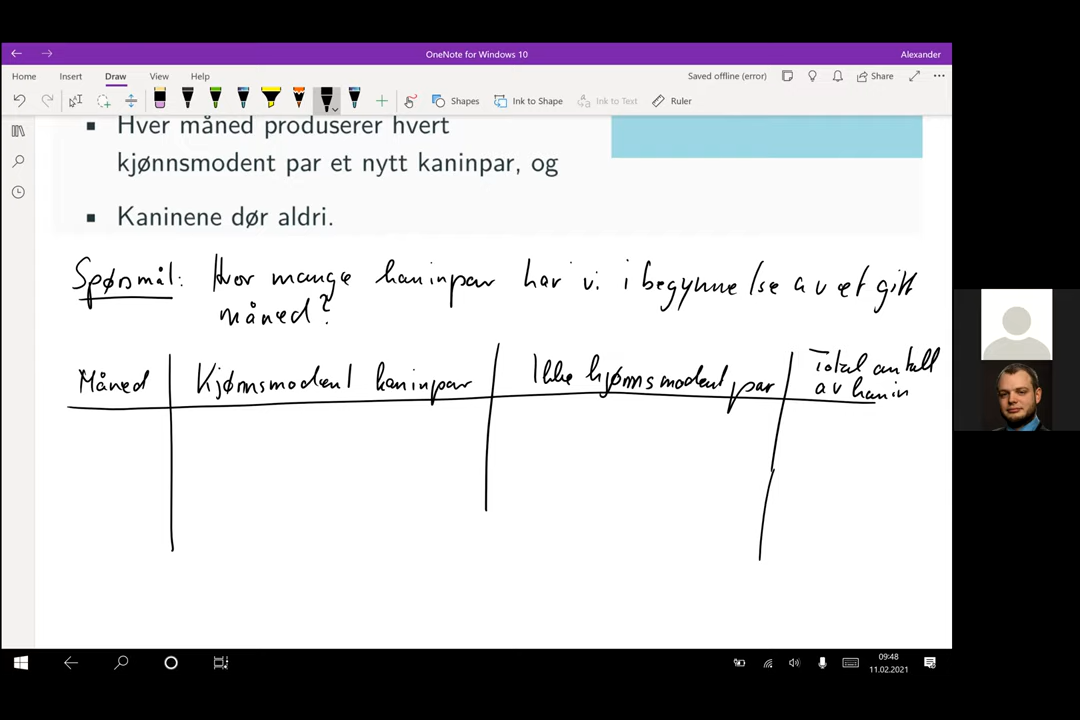 OneNote for Windows 10
Alexander
Home Insert Draw View Help
Saved offline (error)
Share
Shapes
Ink to Shape
Ink to Text
Ruler
Hver måned produserer hvert
kjønnsmodent par et nytt kaninpar, og
Kaninene dør aldri.
Spørsmål: Hvor mange kaninpar har vi i begynnelse av et gitt
måned?
Måned Kjønnsmodent kaninpar Ikke kjønnsmodent par Total antall
av kanin
09:48
11.02.2021